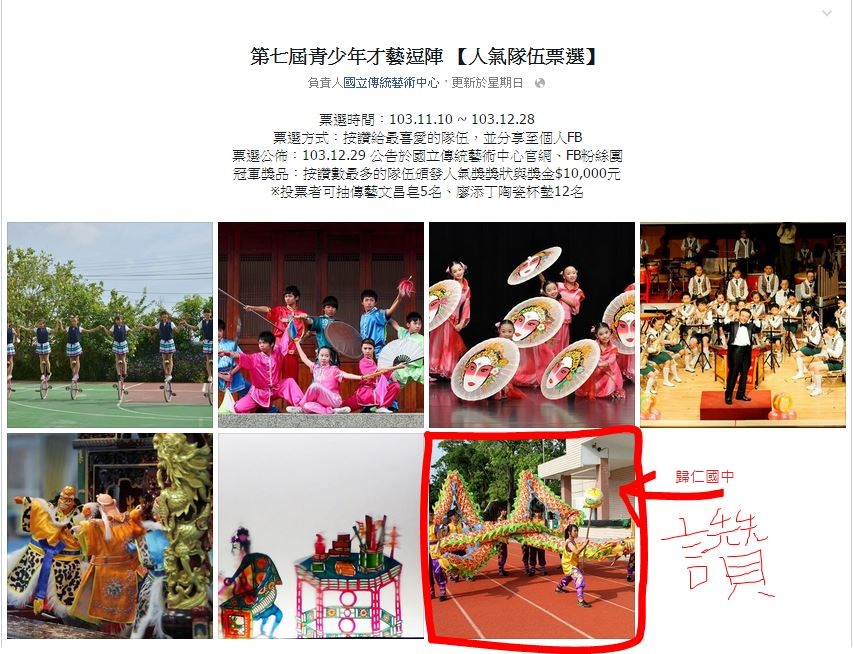 第七屆青少年才藝逗陣 【人氣隊伍票選】
負責人國立傳統藝術中心・更新於星期日
票選時間：103.11.10 ~ 103.12.28
票選方式：按讚給最喜愛的隊伍，並分享至個人FB
票選公佈：103.12.29 公告於國立傳統藝術中心官網、FB粉絲團
冠軍獎品：按讚數最多的隊伍頒發人氣獎獎狀與獎金$10,000元
※投票者可抽傳藝文昌皂5名、廖添丁陶瓷杯墊12名
歸仁國中
讚